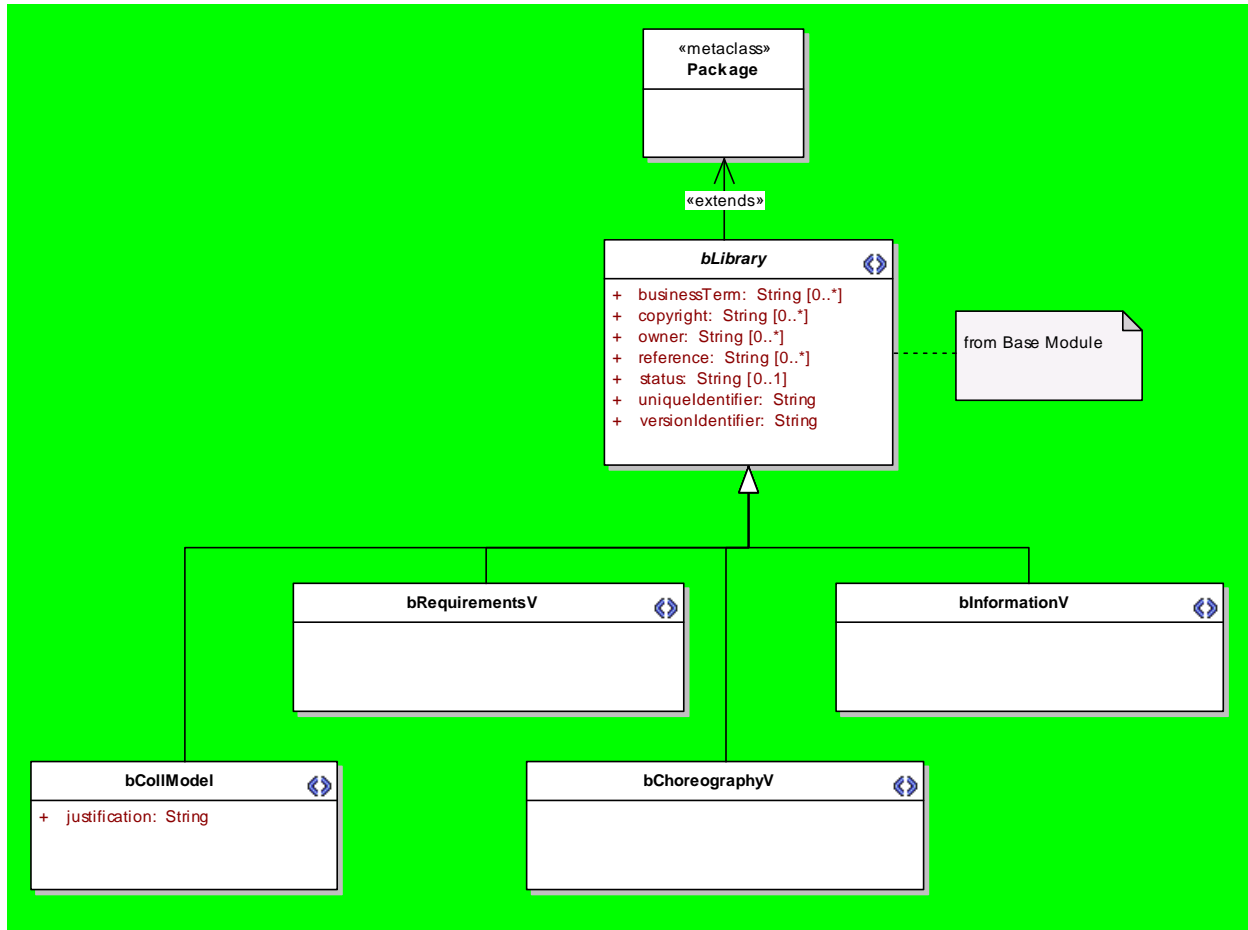 «metaclass»
Package
«extends»
bLibrary
+ businessTerm: String [0..*]
+ copyright: String [0..*]
+ owner: String [0..*]
+ reference: String [0..*]
+ status: String [0..1]
+ uniqueIdentifier: String
+ versionIdentifier: String
from Base Module
bRequirementsV
bInformationV
bCollModel
+ justification: String
bChoreographyV